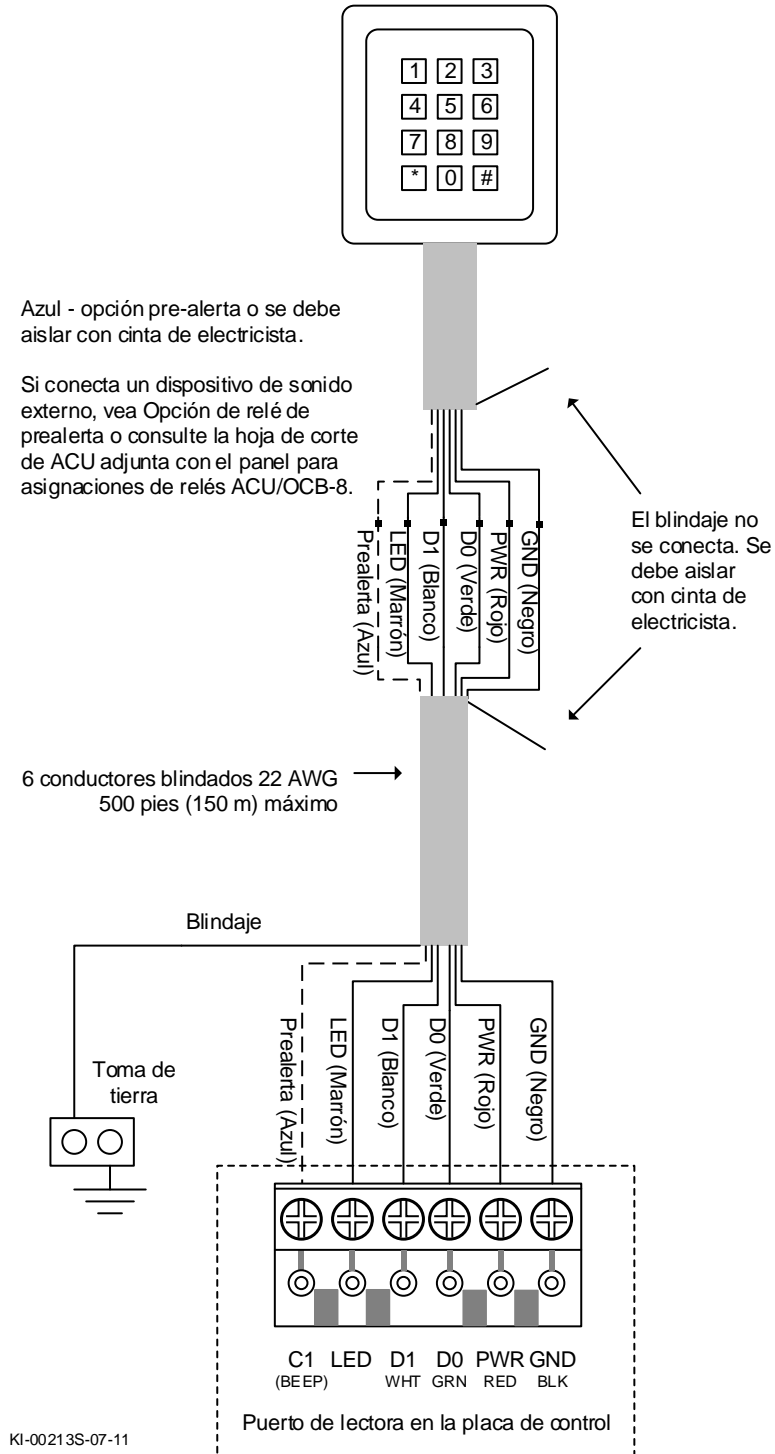 1 2 3
4 5 6
7 8 9
* 0 #
Azul - opción pre-alerta o se debe
aislar con cinta de electricista.
Si conecta un dispositivo de sonido
externo, vea Opción de relé de
prealerta o consulte la hoja de corte
de ACU adjunta con el panel para
asignaciones de relés ACU/OCB-8.
Prealerta (Azul)
LED (Marrón)
D1 (Blanco)
D0 (Verde)
PWR (Rojo)
GND (Negro)
El blindaje no
se conecta. Se
debe aislar
con cinta de
electricista.
6 conductores blindados 22 AWG
500 pies (150 m) máximo
Blindaje
Toma de
tierra
Prealerta (Azul)
LED (Marrón)
D1 (Blanco)
D0 (Verde)
PWR (Rojo)
GND (Negro)
C1 LED D1 D0 PWR GND
(BEEP) WHT GRN RED BLK
Puerto de lectora en la placa de control
KI-00213S-07-11